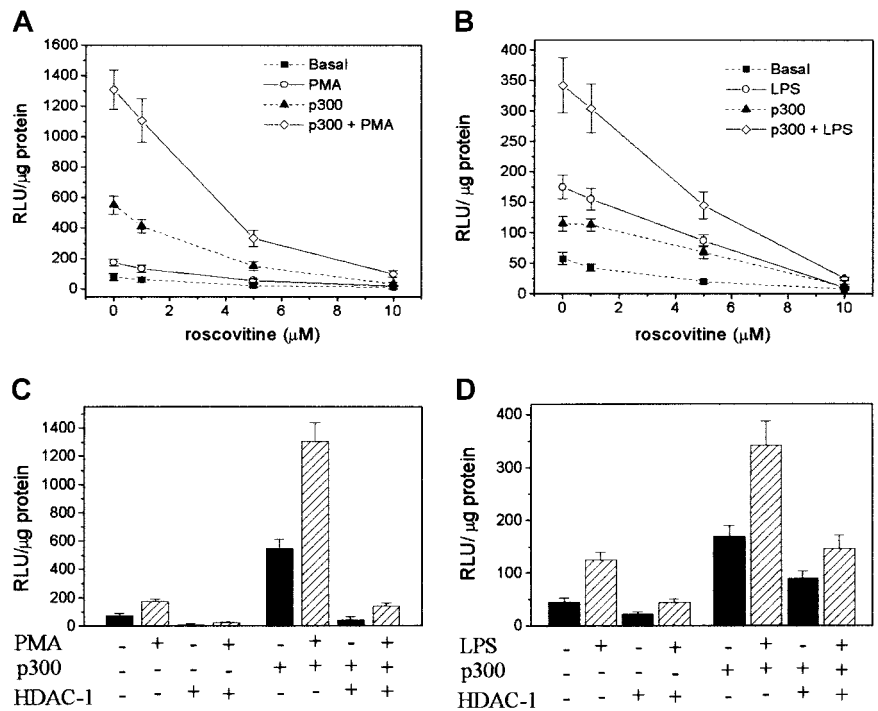 A
1600
1400
1200
1000
800
600
400
200
0
RLU/μg protein
Basal
PMA
p300
p300 + PMA
0 2 4 6 8 10
roscovitine (μM)
B
400
350
300
250
200
150
100
50
0
RLU/ μg protein
Basal
LPS
p300
p300 + LPS
0 2 4 6 8 10
roscovitine (μM)
C
1400
1200
1000
800
600
400
200
0
RLU/μg protein
PMA - + - + - + - +
p300 - - - - + + + +
HDAC-1 - - + + - - + +
D
400
300
200
100
0
RLU/ μg protein
LPS - + - + - + - +
p300 - - - - + + + +
HDAC-1 - - + + - - + +